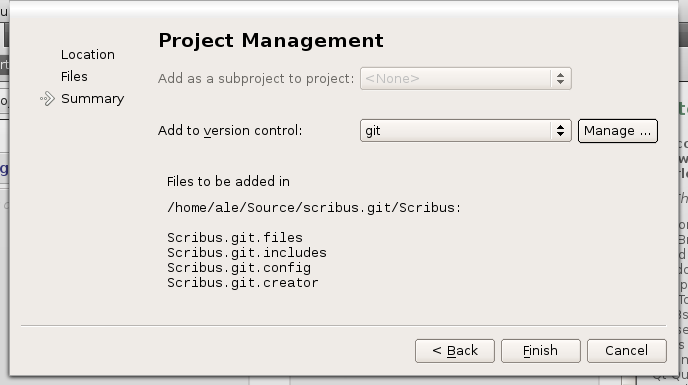 Project Management
Location
Files
Summary
Add as a subproject to project: <None>
Add to version control: git Manage ...
Files to be added in
/home/ale/Source/scribus.git/Scribus:
Scribus.git.files
Scribus.git.includes
Scribus.git.config
Scribus.git.creator
< Back Finish Cancel